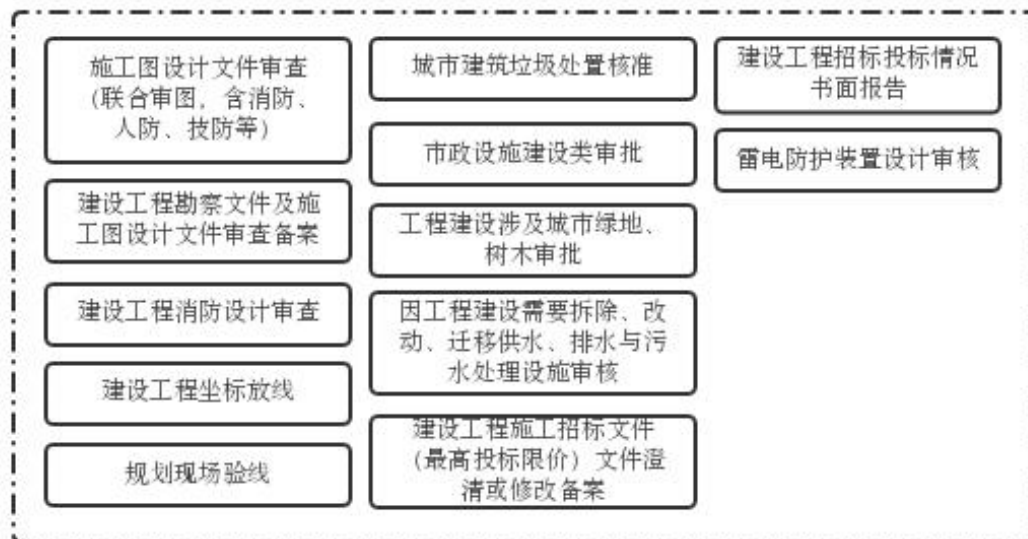 施工图设计文件审查
（联合审图，含消防、
人防、技防等）
建设工程勘察文件及施
工图设计文件审查备案
建设工程消防设计审查
建设工程坐标放线
规划现场验线
城市建筑垃圾处置核准
市政设施建设类审批
工程建设涉及城市绿地、
树木审批
因工程建设需要拆除、改
动、迁移供水、排水与污
水处理设施审核
建设工程施工招标文件
（最高投标限价）文件澄
清或修改备案
建设工程招标投标情况
书面报告
雷电防护装置设计审核